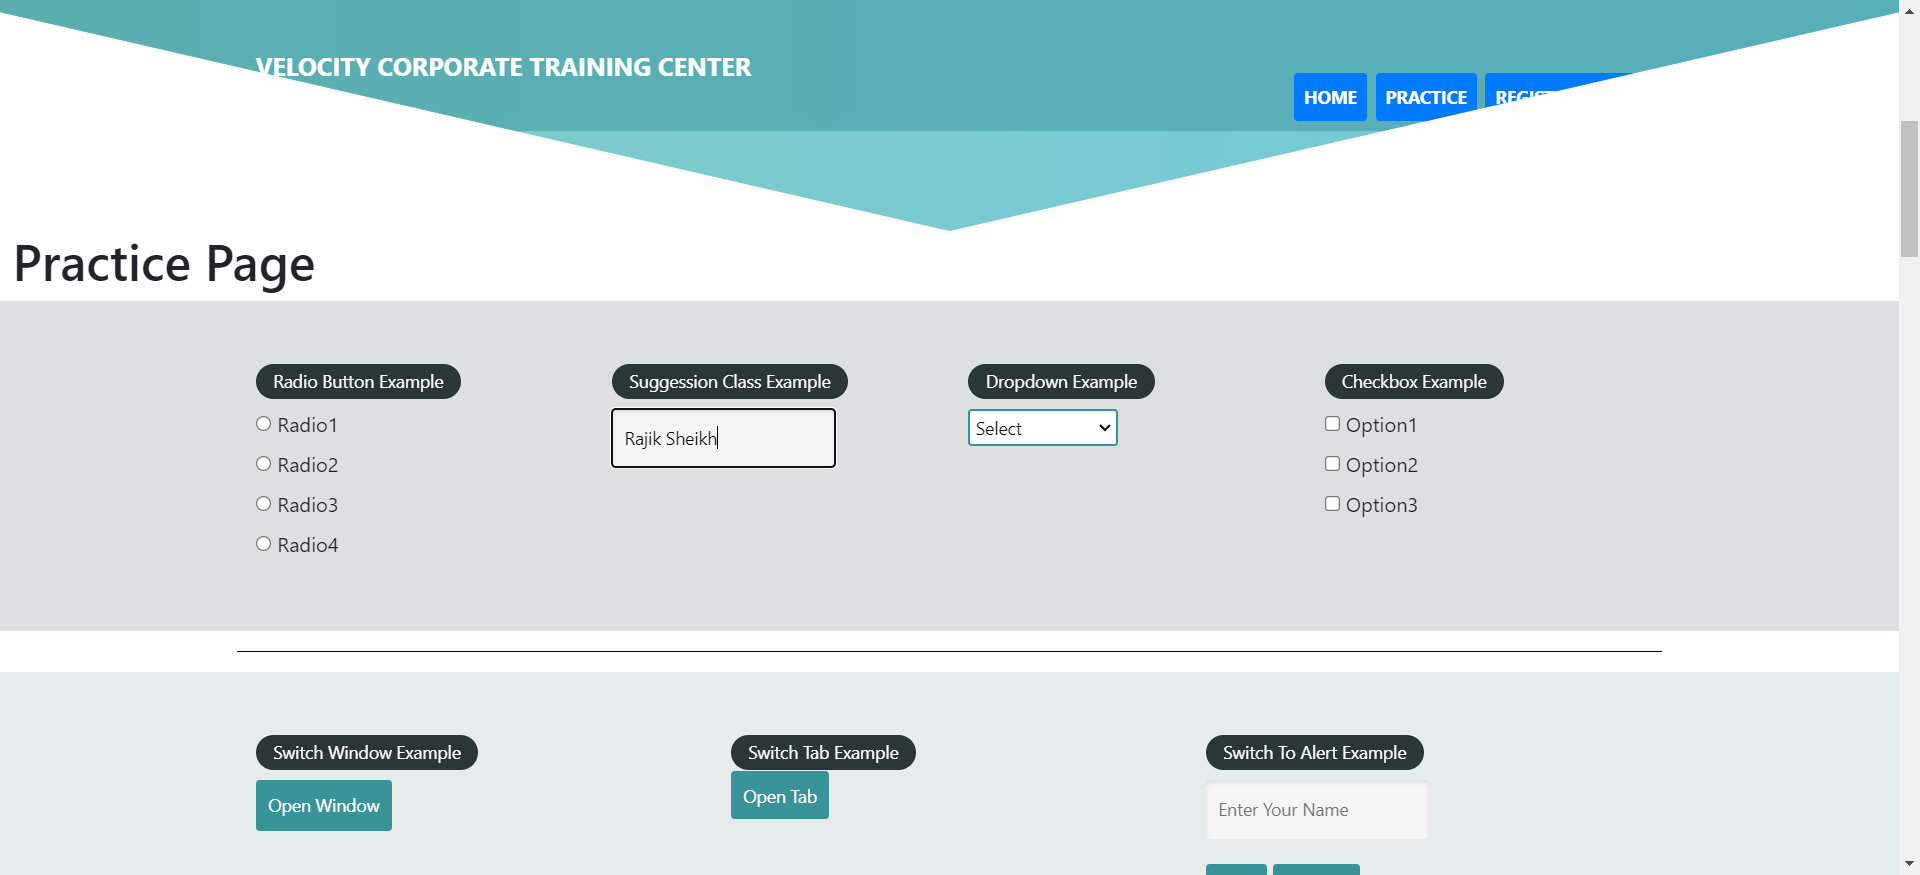 VELOCITY CORPORATE TRAINING CENTER
HOME PRACTICE
Practice Page
Radio Button Example
Radio1
Radio2
Radio3
Radio4
Suggession Class Example
Rajik Sheikh
Dropdown Example
Select
Checkbox Example
Option1
Option2
Option3
Switch Window Example
Open Window
Switch Tab Example
Open Tab
Switch To Alert Example
Enter Your Name